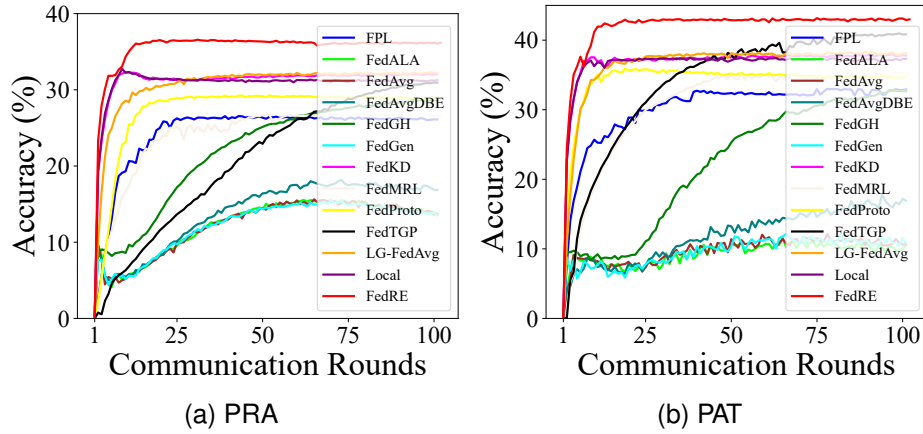 40
30
20
10
0
Accuracy (%)
1
25
50
75
100
Communication Rounds
FPL
FedALA
FedAvg
FedAvgDBE
FedGH
FedGen
FedKD
FedMRL
FedProto
FedTGP
LG-FedAvg
Local
FedRE
(a) PRA
40
30
20
10
0
Accuracy (%)
1
25
50
75
100
Communication Rounds
FPL
FedALA
FedAvg
FedAvgDBE
FedGH
FedGen
FedKD
FedMRL
FedProto
FedTGP
LG-FedAvg
Local
FedRE
(b) PAT